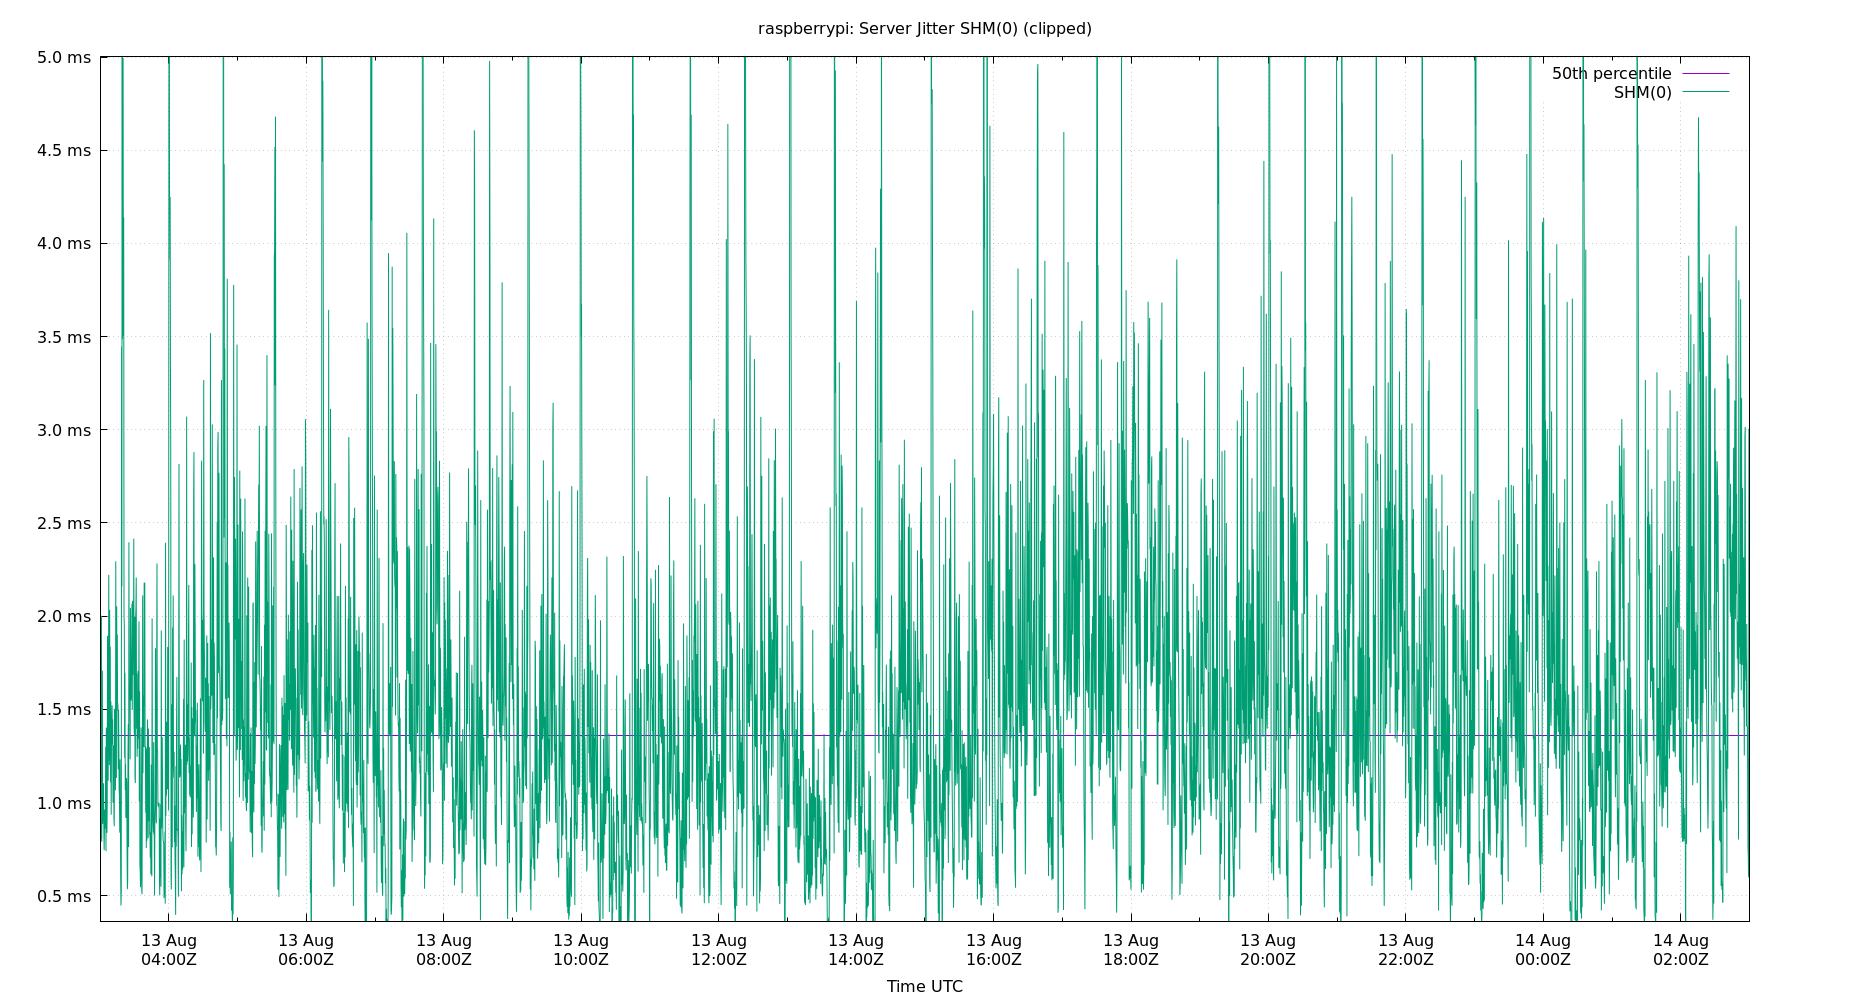 raspberrypi: Server Jitter SHM(0) (clipped)
5.0 ms
4.5 ms
4.0 ms
3.5 ms
3.0 ms
2.5 ms
2.0 ms
1.5 ms
1.0 ms
0.5 ms
50th percentile
SHM(0)
13 Aug 13 Aug 13 Aug 13 Aug 13 Aug 13 Aug 13 Aug 13 Aug 13 Aug 13 Aug 14 Aug 14 Aug
04:00Z 06:00Z 08:00Z 10:00Z 12:00Z 14:00Z 16:00Z 18:00Z 20:00Z 22:00Z 00:00Z 02:00Z
Time UTC